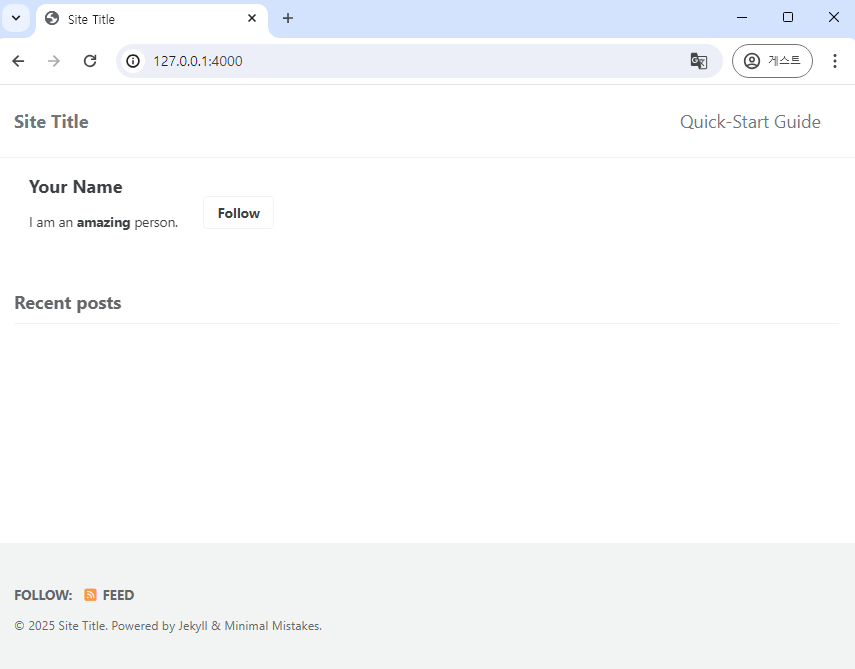 Site Title
127.0.0.1:4000
게스트
Site Title
Quick-Start Guide
Your Name
I am an amazing person.
Follow
Recent posts
FOLLOW: FEED
© 2025 Site Title. Powered by Jekyll & Minimal Mistakes.